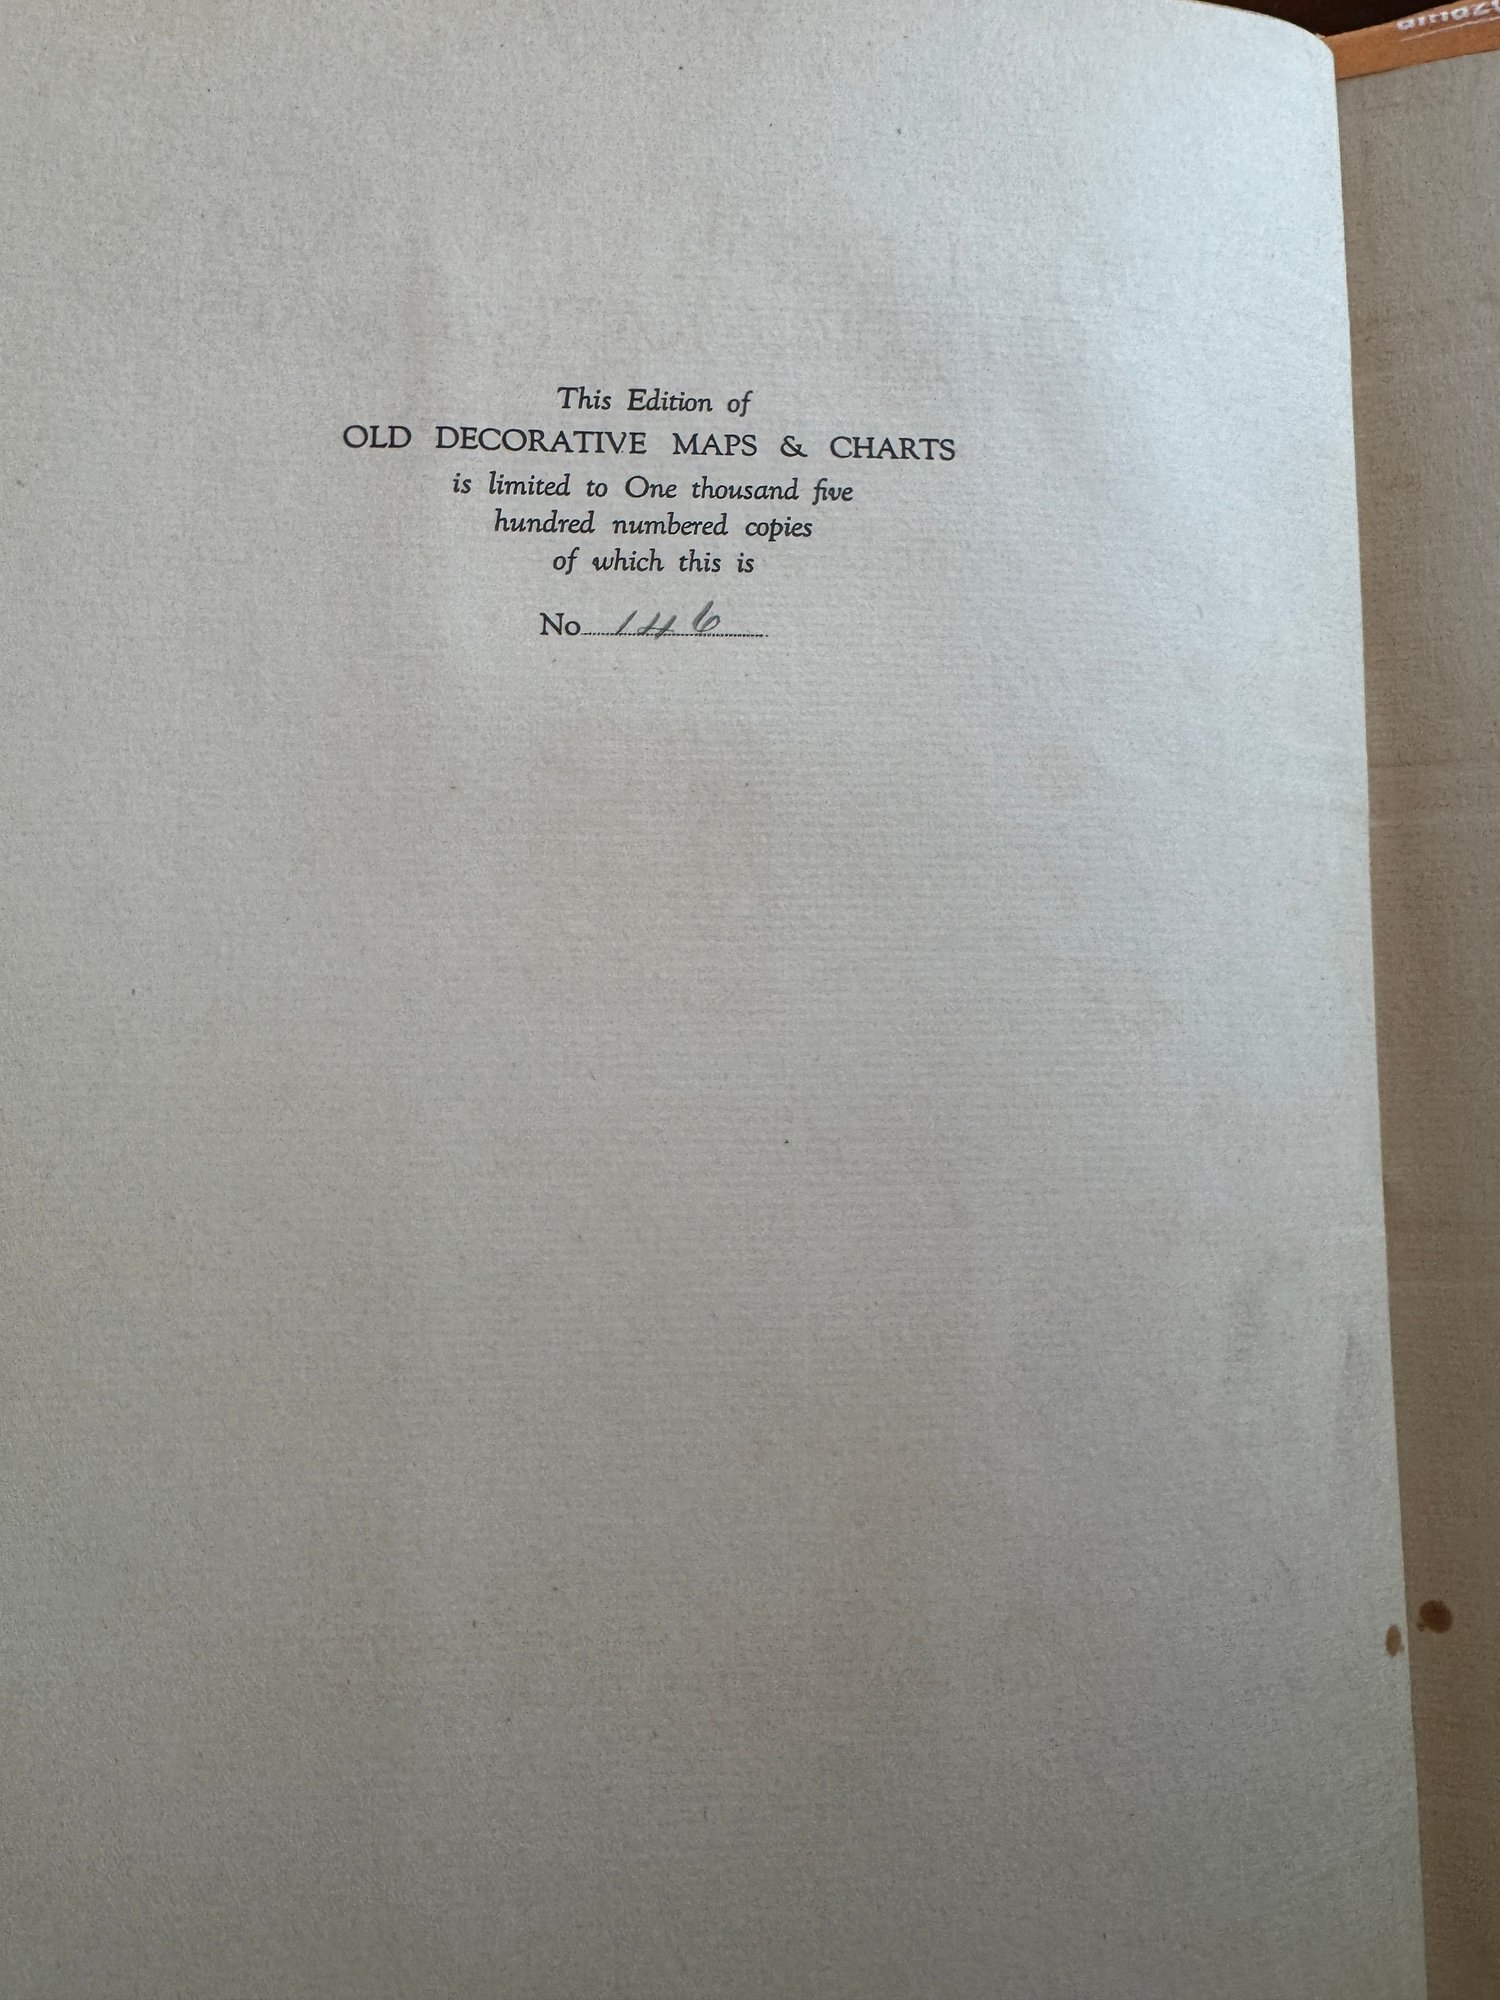 This Edition of
OLD DECORATIVE MAPS & CHARTS
is limited to One thousand five
hundred numbered copies
of which this is
No 146